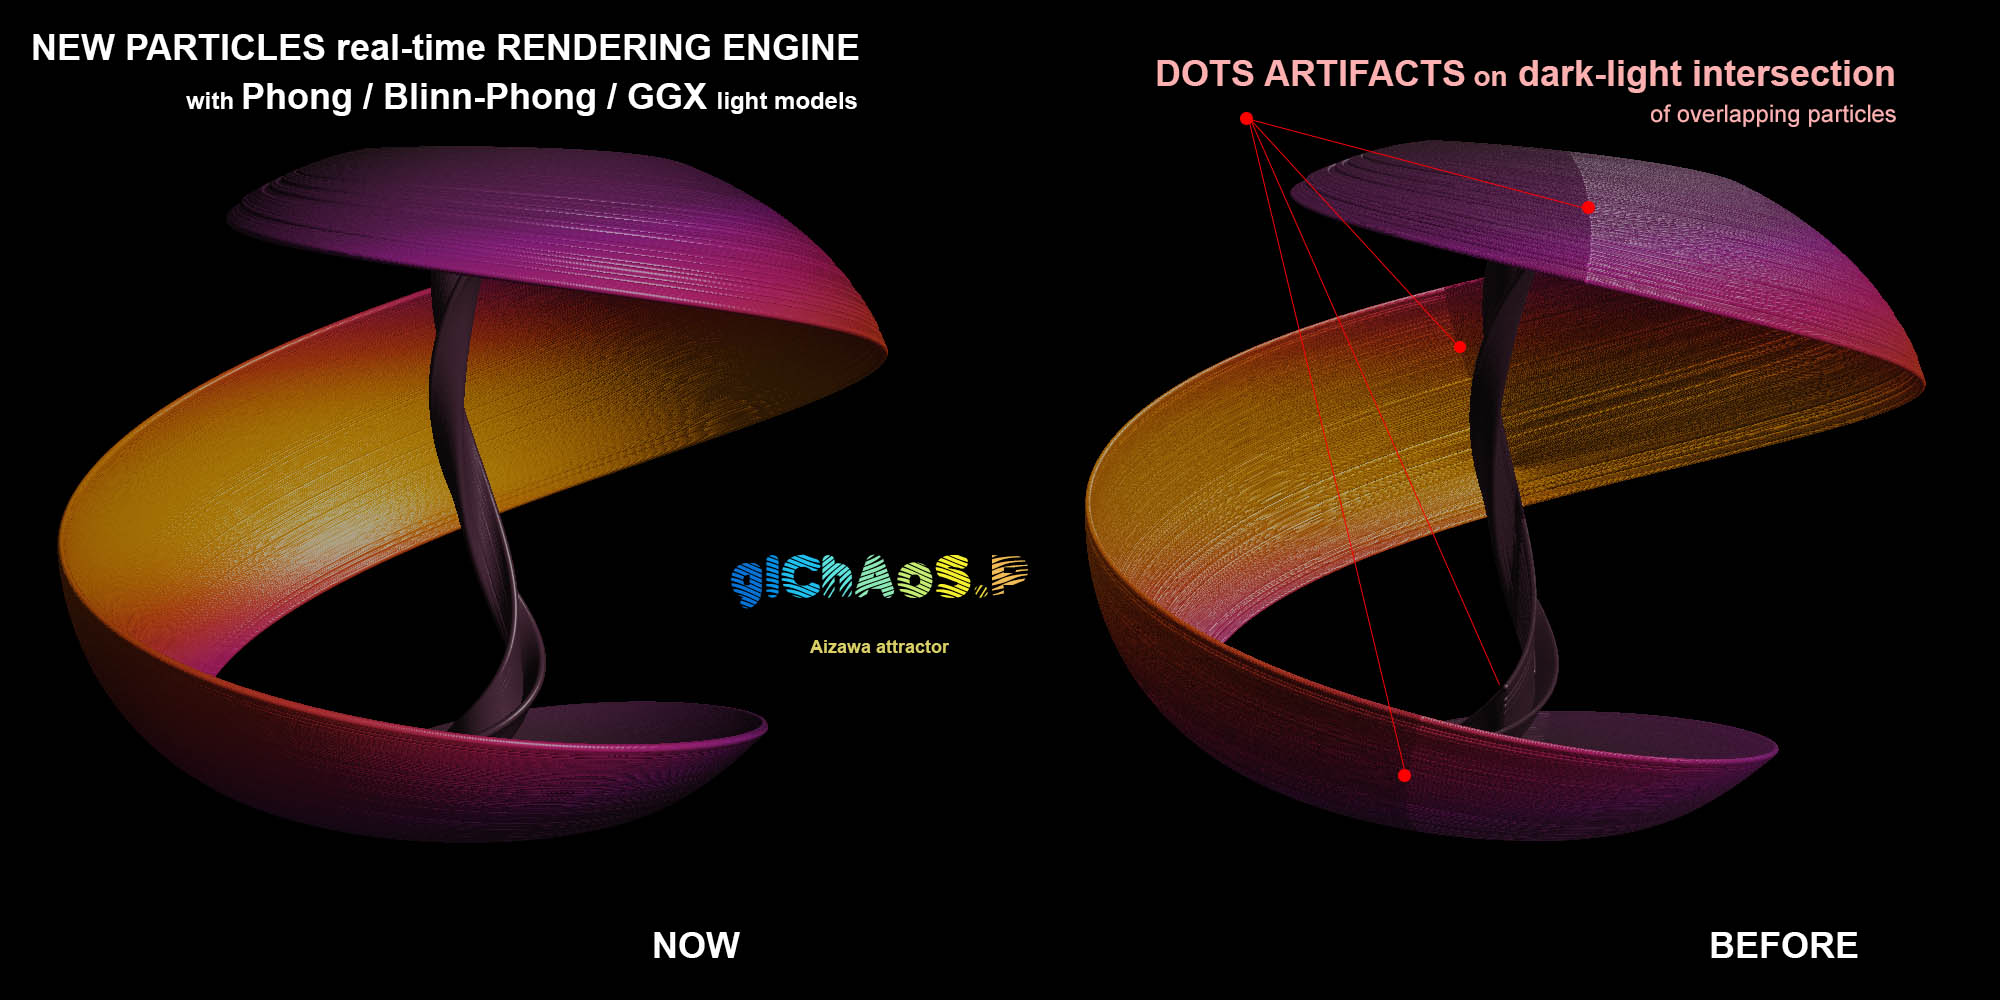 NEW PARTICLES real-time RENDERING ENGINE
with Phong / Blinn-Phong / GGX light models
DOTS ARTIFACTS on dark-light intersection
of overlapping particles
glChAoS.P
Aizawa attractor
NOW
BEFORE